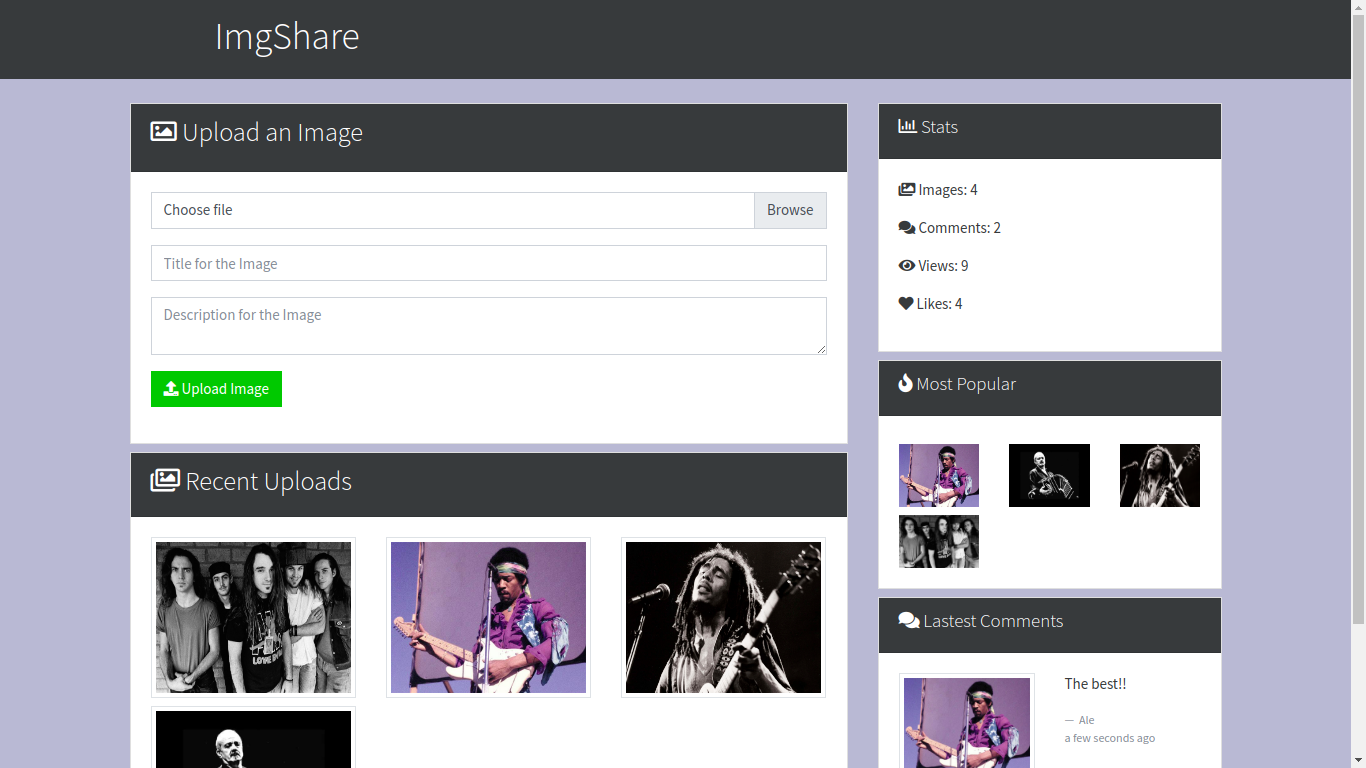 ImgShare
Upload an Image
Choose file
Browse
Title for the Image
Description for the Image
Upload Image
Recent Uploads
Stats
Images: 4
Comments: 2
Views: 9
Likes: 4
Most Popular
Lastest Comments
The best!!
— Ale
a few seconds ago